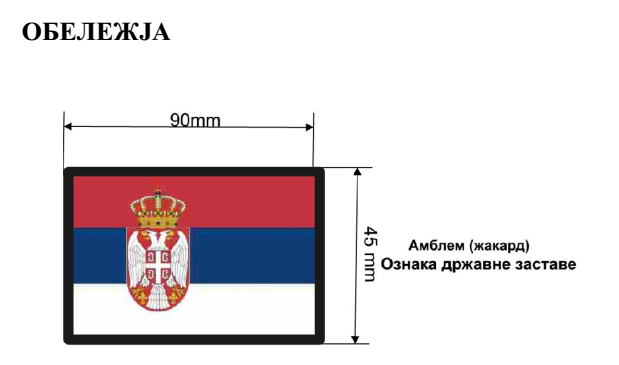 ОБЕЛЕЖЈА
90mm
45 mm
Амблем (жакард)
Ознака државне заставе